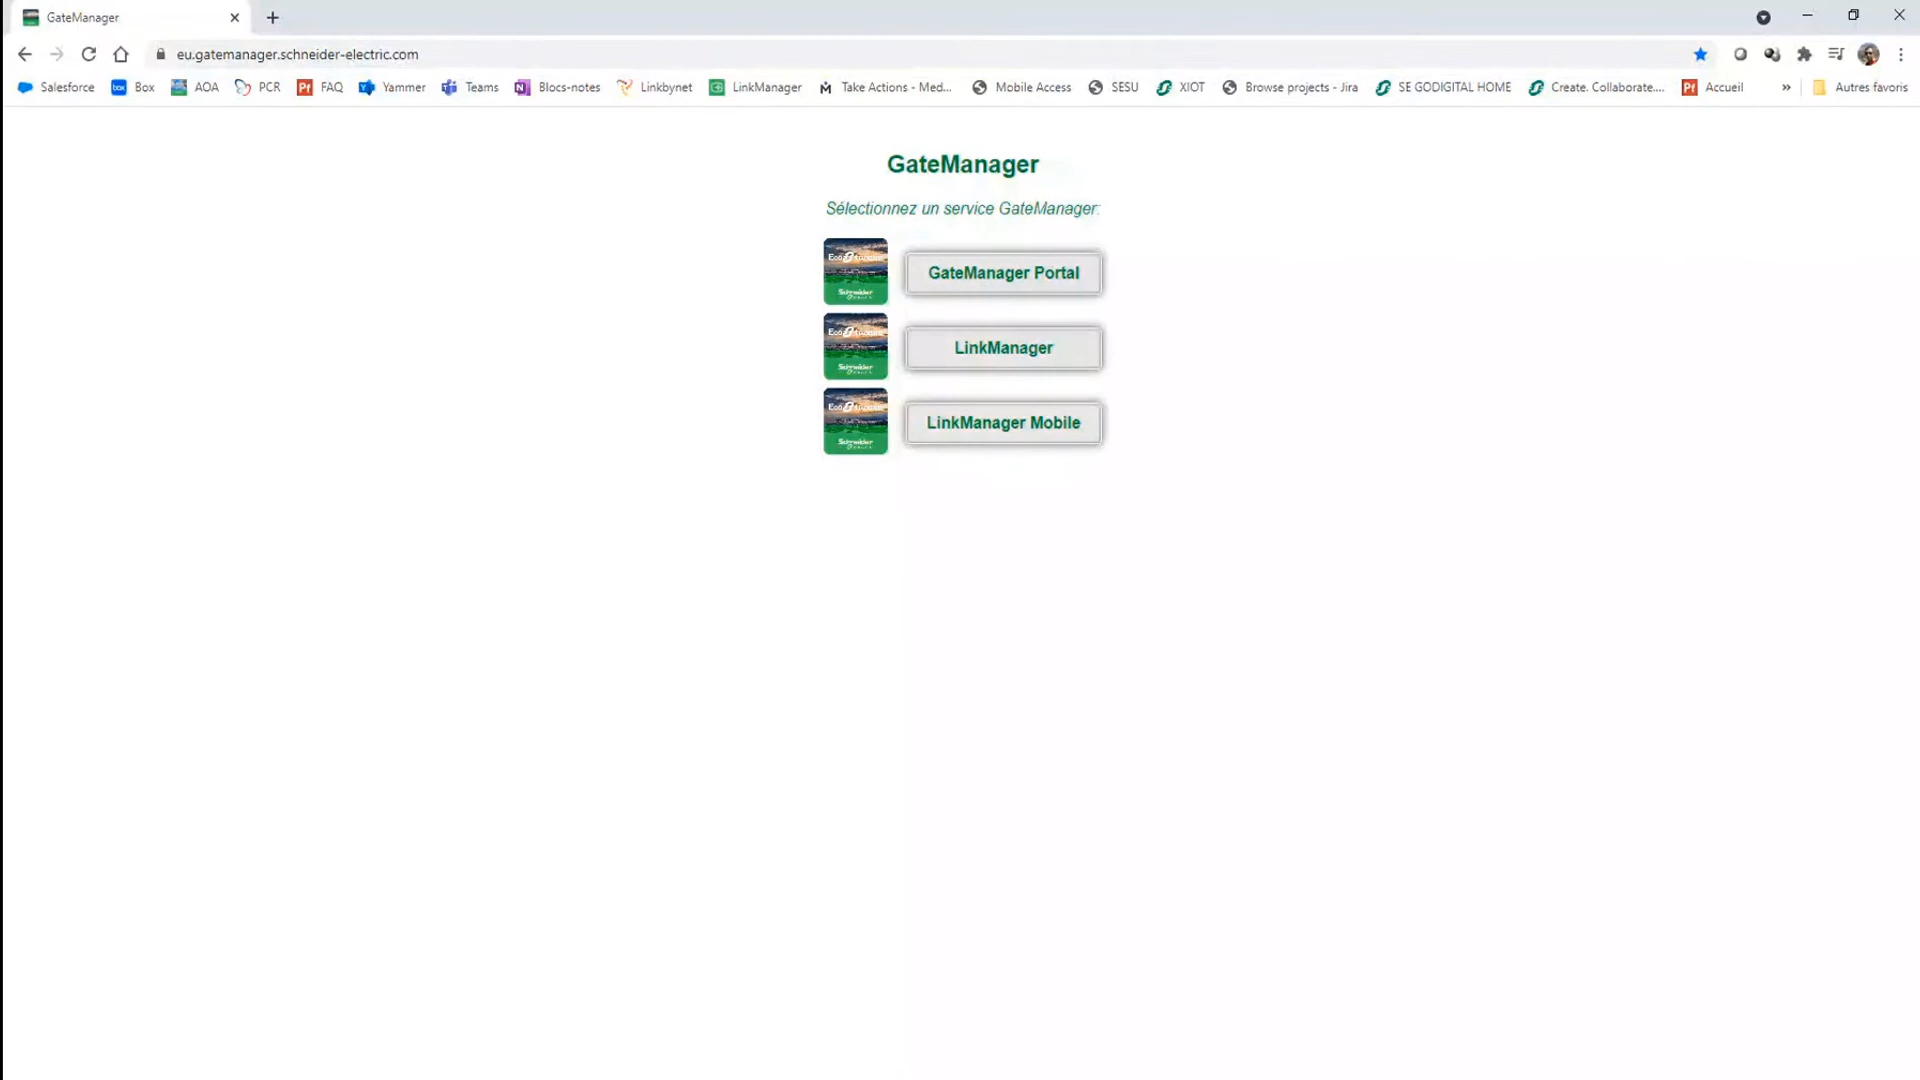 GateManager
eu.gatemanager.schneider-electric.com
Salesforce Box AOA PCR FAQ Yammer Teams Blocs-notes Linkbynet LinkManager Take Actions - Med... Mobile Access SESU XIOT Browse projects - Jira SE GODIGITAL HOME Create. Collaborate.... Accueil » Autres favoris
GateManager
Sélectionnez un service GateManager:
GateManager Portal
LinkManager
LinkManager Mobile